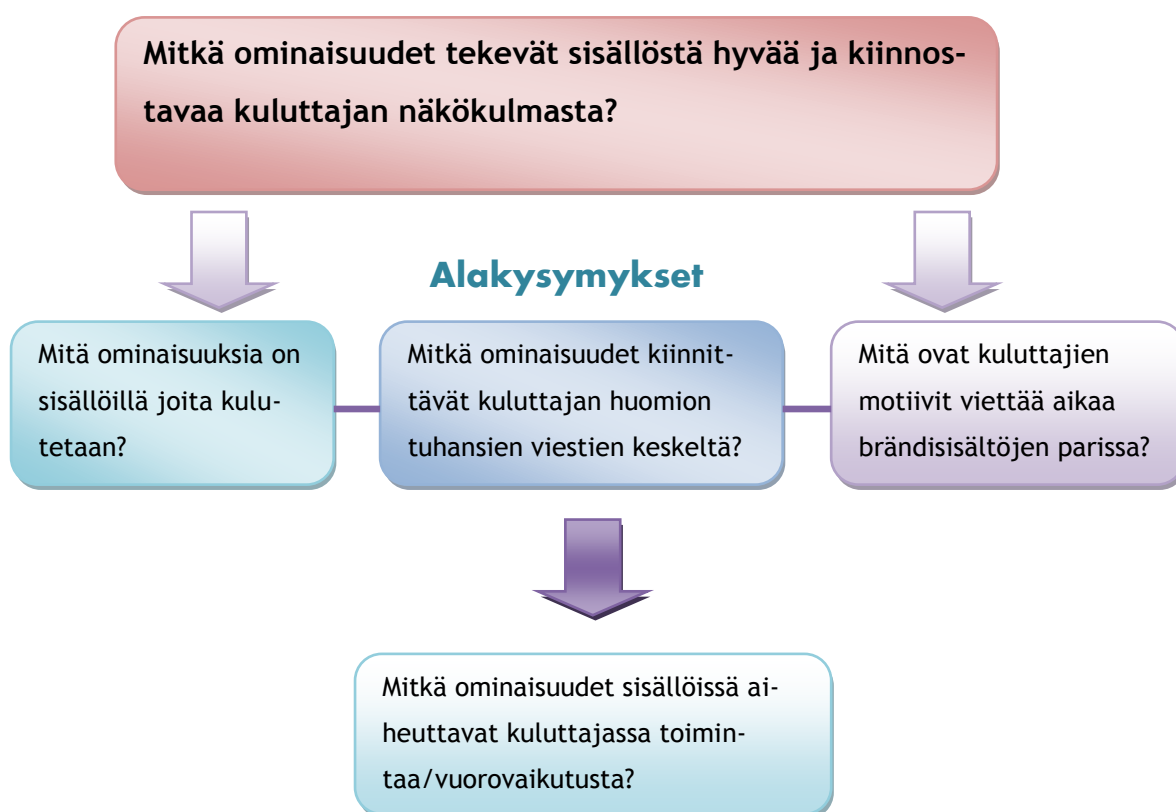 Mitkä ominaisuudet tekevät sisällöstä hyvää ja kiinnos-
tavaa kuluttajan näkökulmasta?
Alakysymykset
Mitä ominaisuuksia on
sisällöillä joita kulu-
tetaan?
Mitkä ominaisuudet kiinnit-
tävät kuluttajan huomion
tuhansien viestien keskeltä?
Mitä ovat kuluttajien
motiivit viettää aikaa
brändisisältöjen parissa?
Mitkä ominaisuudet sisällöissä ai-
heuttavat kuluttajassa toimin-
taa/vuorovaikutusta?